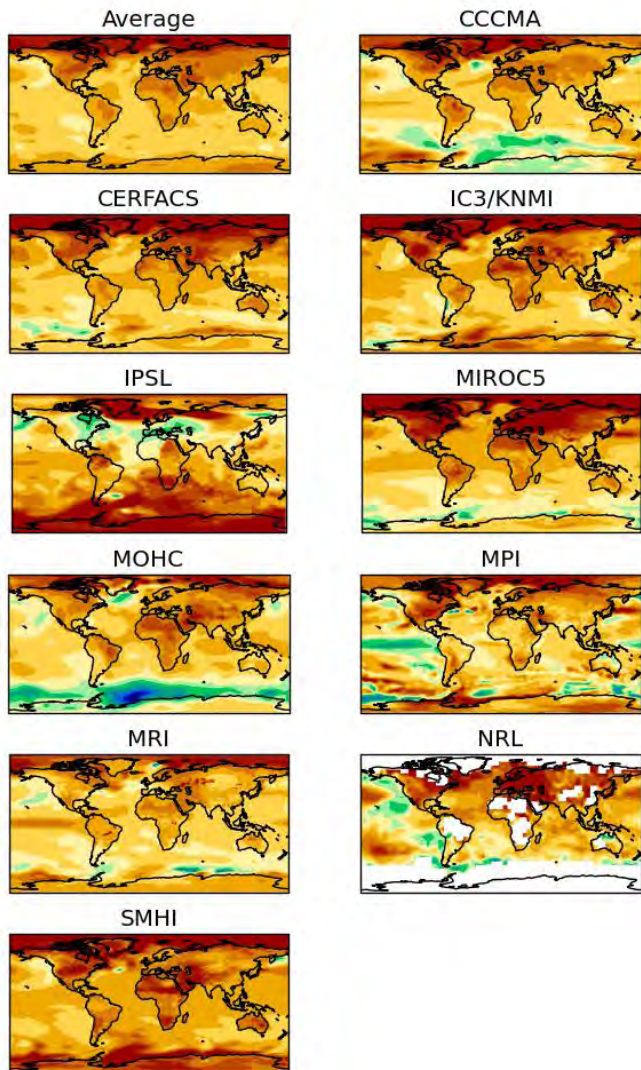 Average
CCCMA
CERFACS
IC3/KNMI
IPSL
MIROC5
MOHC
MPI
MRI
NRL
SMHI